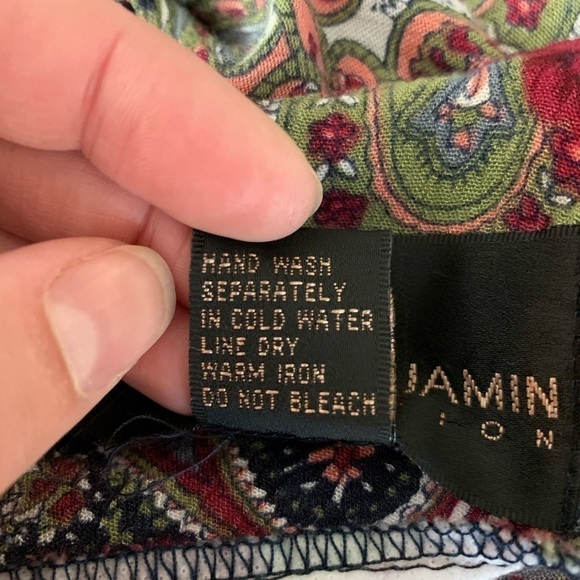 HAND WASH
SEPARATELY
IN COLD WATER
LINE DRY
WARM IRON
DO NOT BLEACH
JAMIN
I O N